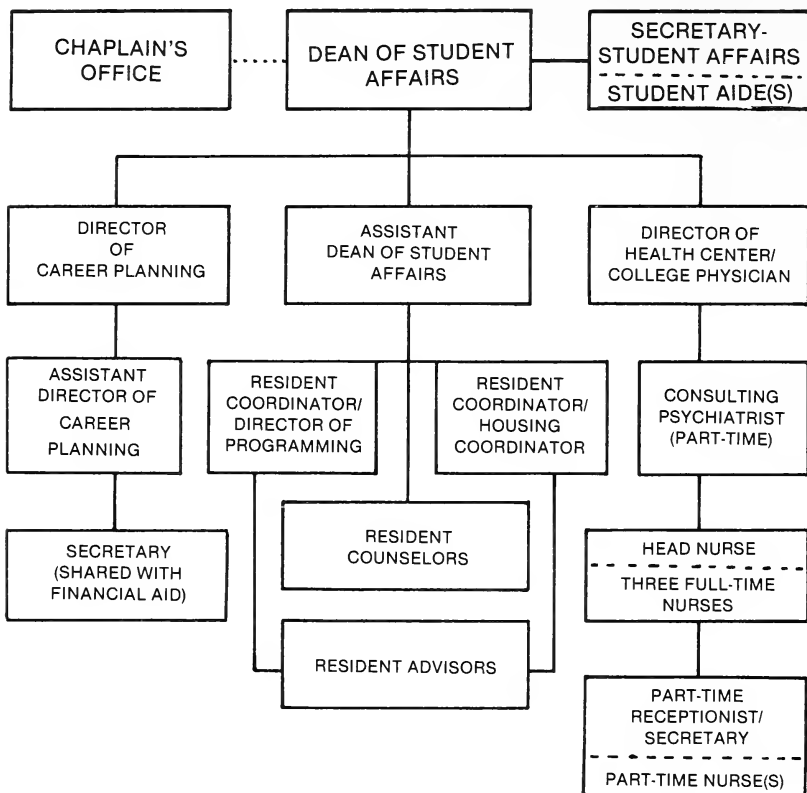 CHAPLAIN'S
OFFICE
DEAN OF STUDENT
AFFAIRS
SECRETARY-
STUDENT AFFAIRS
STUDENT AIDE(S)
DIRECTOR
OF
CAREER PLANNING
ASSISTANT
DEAN OF STUDENT
AFFAIRS
DIRECTOR OF
HEALTH CENTER/
COLLEGE PHYSICIAN
ASSISTANT
DIRECTOR OF
CAREER
PLANNING
RESIDENT
COORDINATOR/
DIRECTOR OF
PROGRAMMING
RESIDENT
COORDINATOR/
HOUSING
COORDINATOR
CONSULTING
PSYCHIATRIST
(PART-TIME)
SECRETARY
(SHARED WITH
FINANCIAL AID)
RESIDENT
COUNSELORS
HEAD NURSE
THREE FULL-TIME
NURSES
RESIDENT ADVISORS
PART-TIME
RECEPTIONIST/
SECRETARY
PART-TIME NURSE(S)